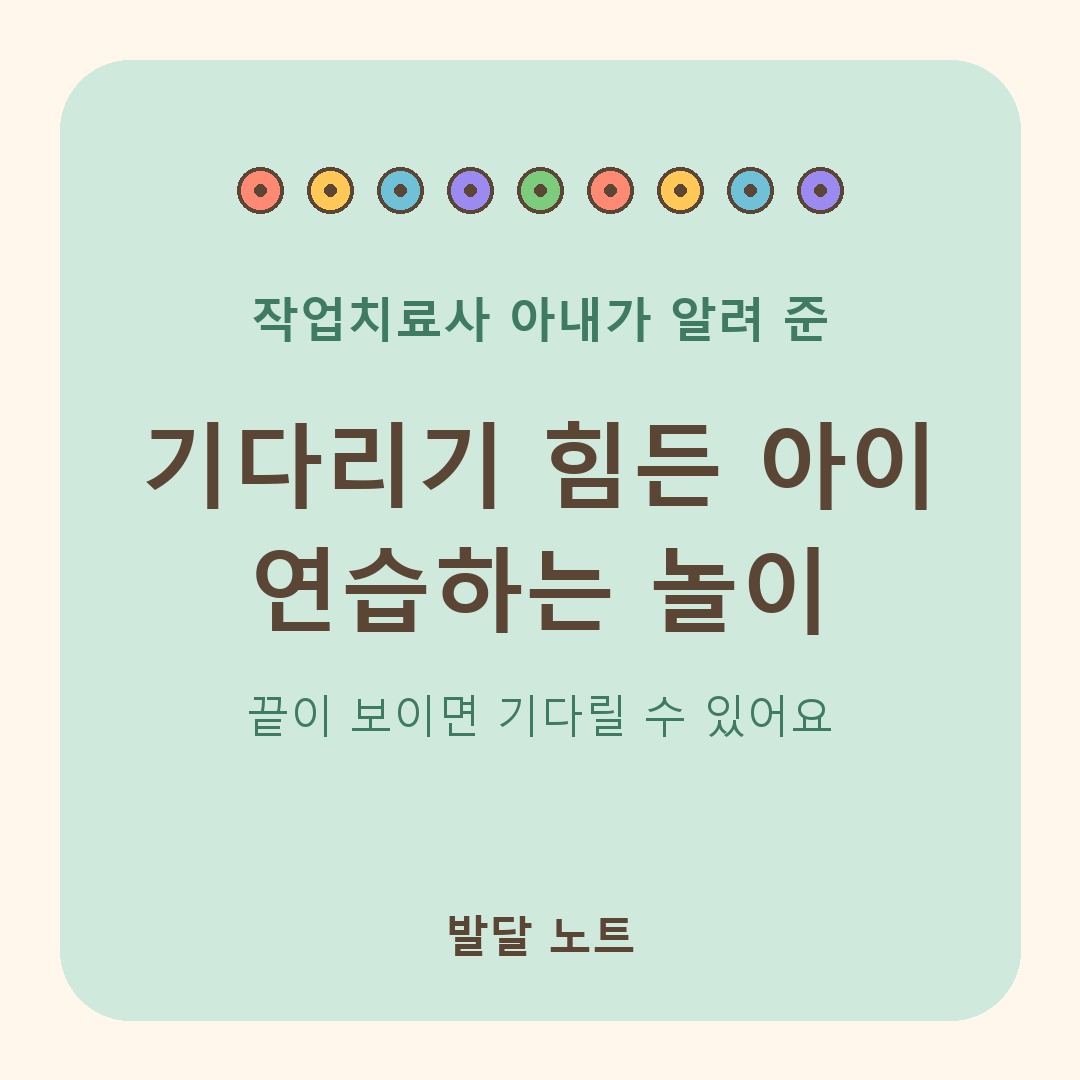 작업치료사 아내가 알려 준
기다리기 힘든 아이
연습하는 놀이
끝이 보이면 기다릴 수 있어요
발달 노트